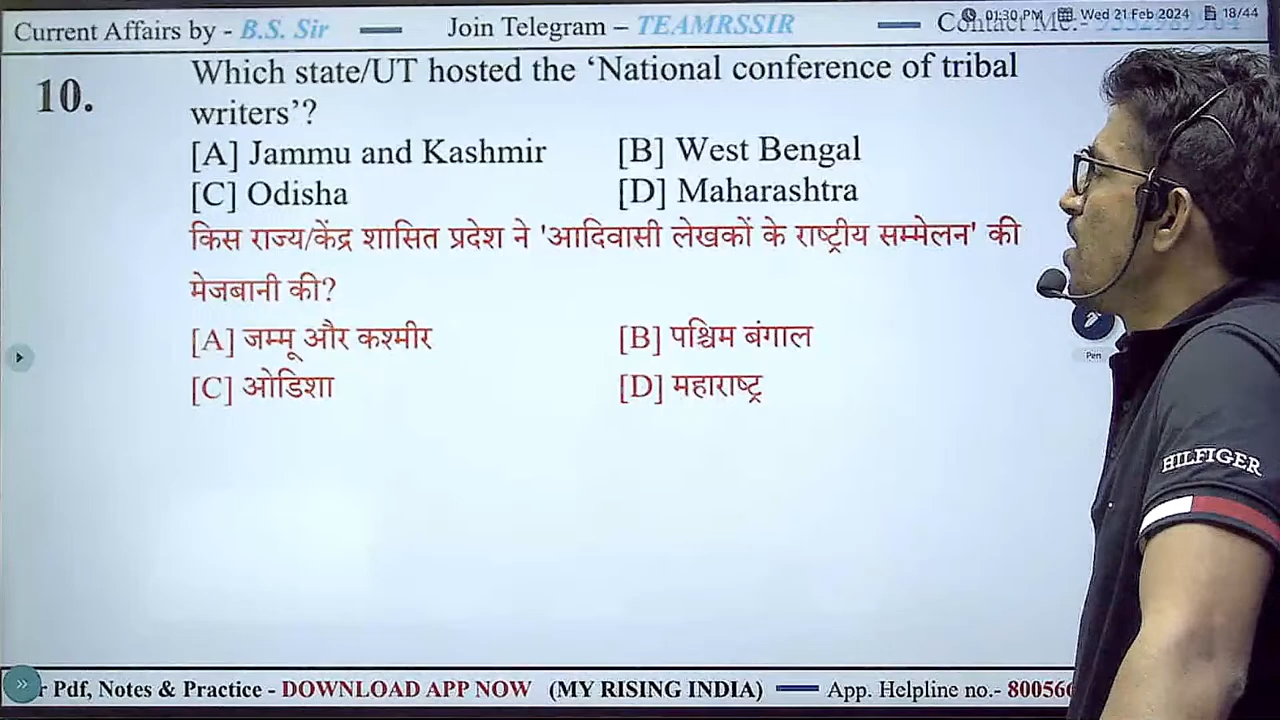 Current Affairs by - B.S. Sir Join Telegram – TEAMRSSIR Contact Me.-
01:30 PM Wed 21 Feb 2024 18/44
10. Which state/UT hosted the ‘National conference of tribal
writers’?
[A] Jammu and Kashmir [B] West Bengal
[C] Odisha [D] Maharashtra
किस राज्य/केंद्र शासित प्रदेश ने 'आदिवासी लेखकों के राष्ट्रीय सम्मेलन' की
मेजबानी की?
[A] जम्मू और कश्मीर [B] पश्चिम बंगाल
[C] ओडिशा [D] महाराष्ट्र
Pen
HILFIGER
r Pdf, Notes & Practice - DOWNLOAD APP NOW (MY RISING INDIA) App. Helpline no.- 80056